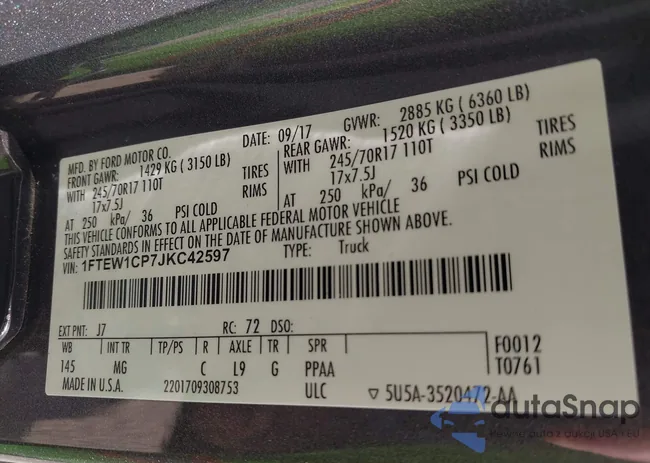 MFD. BY FORD MOTOR CO.
DATE: 09/17 GVWR: 2885 KG ( 6360 LB)
FRONT GAWR: 1429 KG ( 3150 LB) REAR GAWR: 1520 KG ( 3350 LB)
WITH 245/70R17 110T TIRES WITH 245/70R17 110T TIRES
17x7.5J RIMS 17x7.5J RIMS
AT 250 kPa/ 36 PSI COLD AT 250 kPa/ 36 PSI COLD
THIS VEHICLE CONFORMS TO ALL APPLICABLE FEDERAL MOTOR VEHICLE
SAFETY STANDARDS IN EFFECT ON THE DATE OF MANUFACTURE SHOWN ABOVE.
VIN: 1FTEW1CP7JKC42597 TYPE: Truck
EXT PNT: J7 RC: 72 DSO:
WB INT TR TP/PS R AXLE TR SPR F0012
145 MG C L9 G PPAA T0761
MADE IN U.S.A. 2201709308753 ULC ▽ 5U5A-3520472-AA
autoSnap